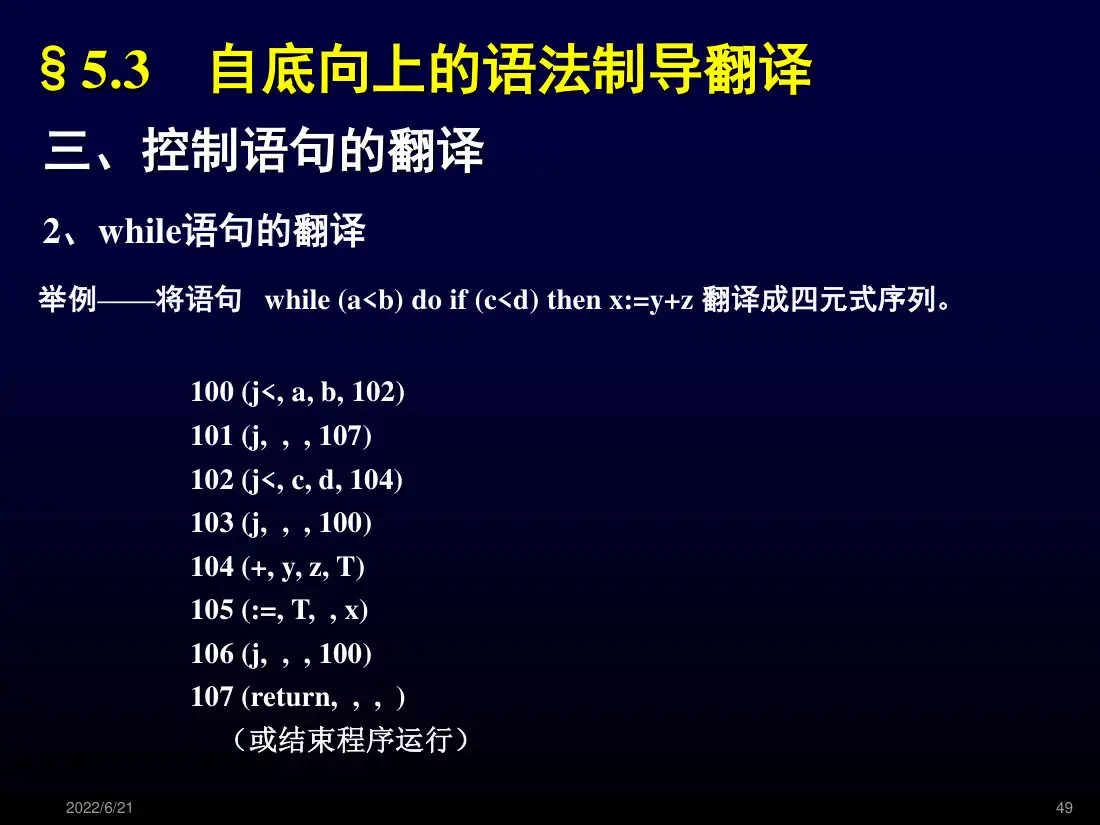 §5.3 自底向上的语法制导翻译
三、控制语句的翻译
2、while语句的翻译
举例——将语句 while (a<b) do if (c<d) then x:=y+z 翻译成四元式序列。
100 (j<, a, b, 102)
101 (j, , , 107)
102 (j<, c, d, 104)
103 (j, , , 100)
104 (+, y, z, T)
105 (:=, T, , x)
106 (j, , , 100)
107 (return, , , )
（或结束程序运行）
2022/6/21
49